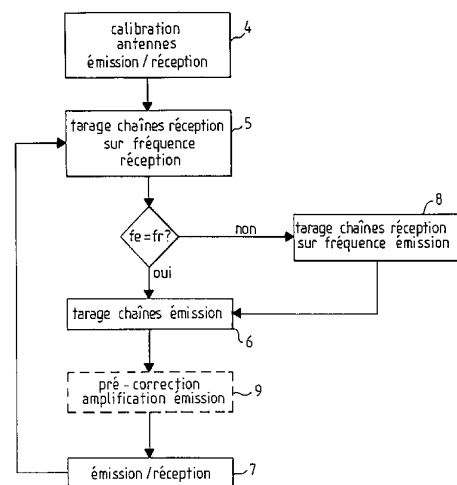 calibration
antennes
émission/réception
4
tarage chaînes réception
sur fréquence
réception
5
fe=fr?
non
oui
8
tarage chaînes réception
sur fréquence émission
tarage chaînes émission
6
pré-correction
amplification émission
9
émission/réception
7